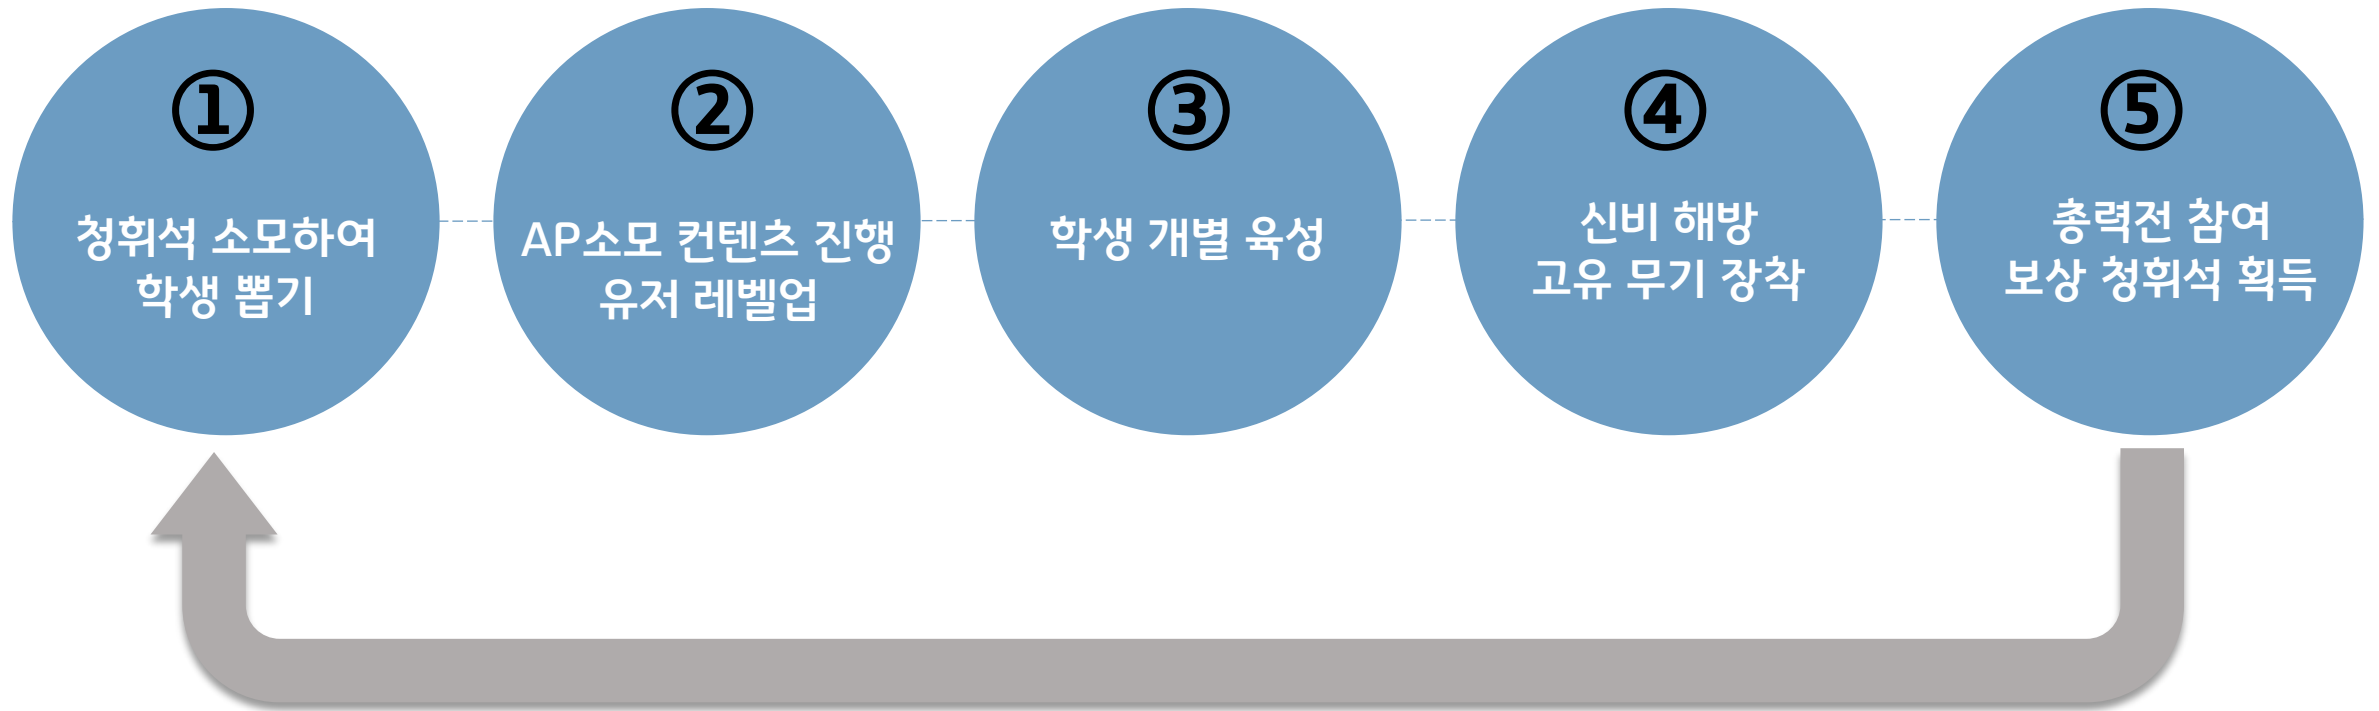 ①
청휘석 소모하여
학생 뽑기
②
AP소모 컨텐츠 진행
유저 레벨업
③
학생 개별 육성
④
신비 해방
고유 무기 장착
⑤
총력전 참여
보상 청휘석 획득